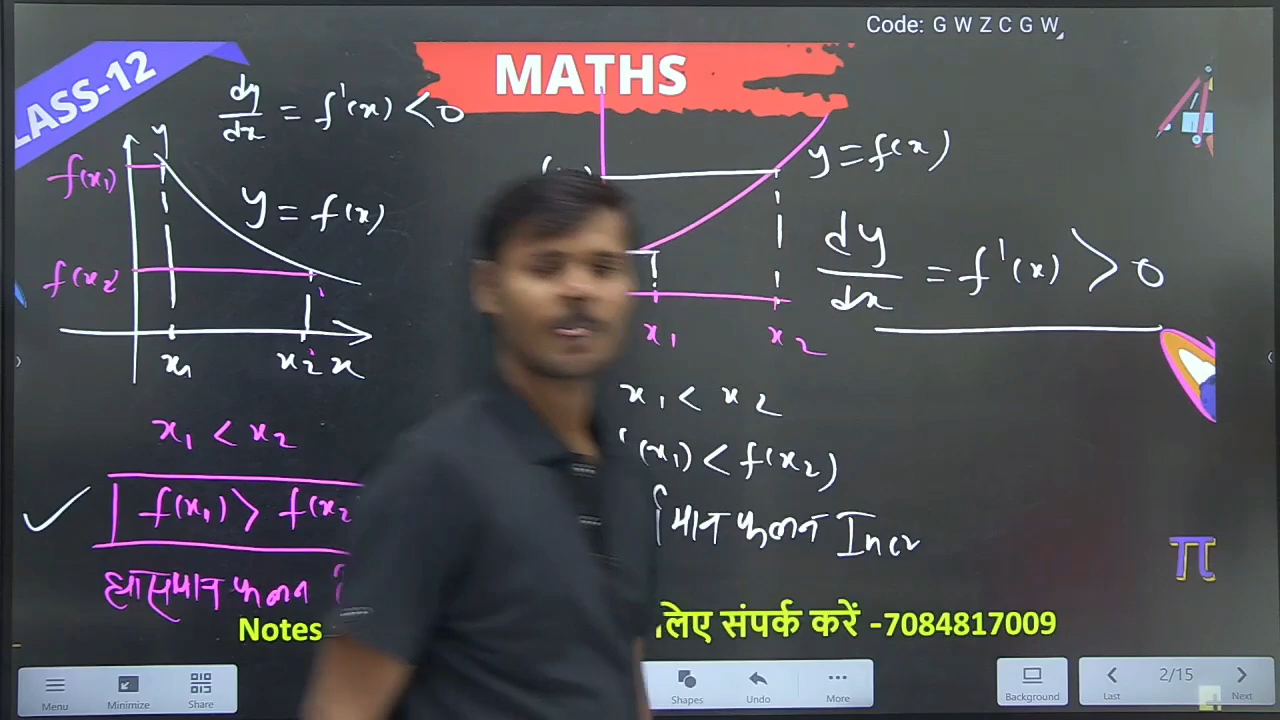 Code: G W Z C G W
LASS-12
MATHS
dy/dx = f'(x) < 0
y
f(x₁)
y = f(x)
f(x₂
x₁ x₂ x
x₁ < x₂
f(x₁) > f(x₂
ह्रासमान फलन
y = f(x)
dy/dx = f'(x) > 0
x₁ x₂
x₁ < x₂
(x₁) < f(x₂)
मान फलन Incr
Notes
लिए संपर्क करें -7084817009
π
Menu Minimize Share
Shapes Undo More
Background
Last 2/15 Next